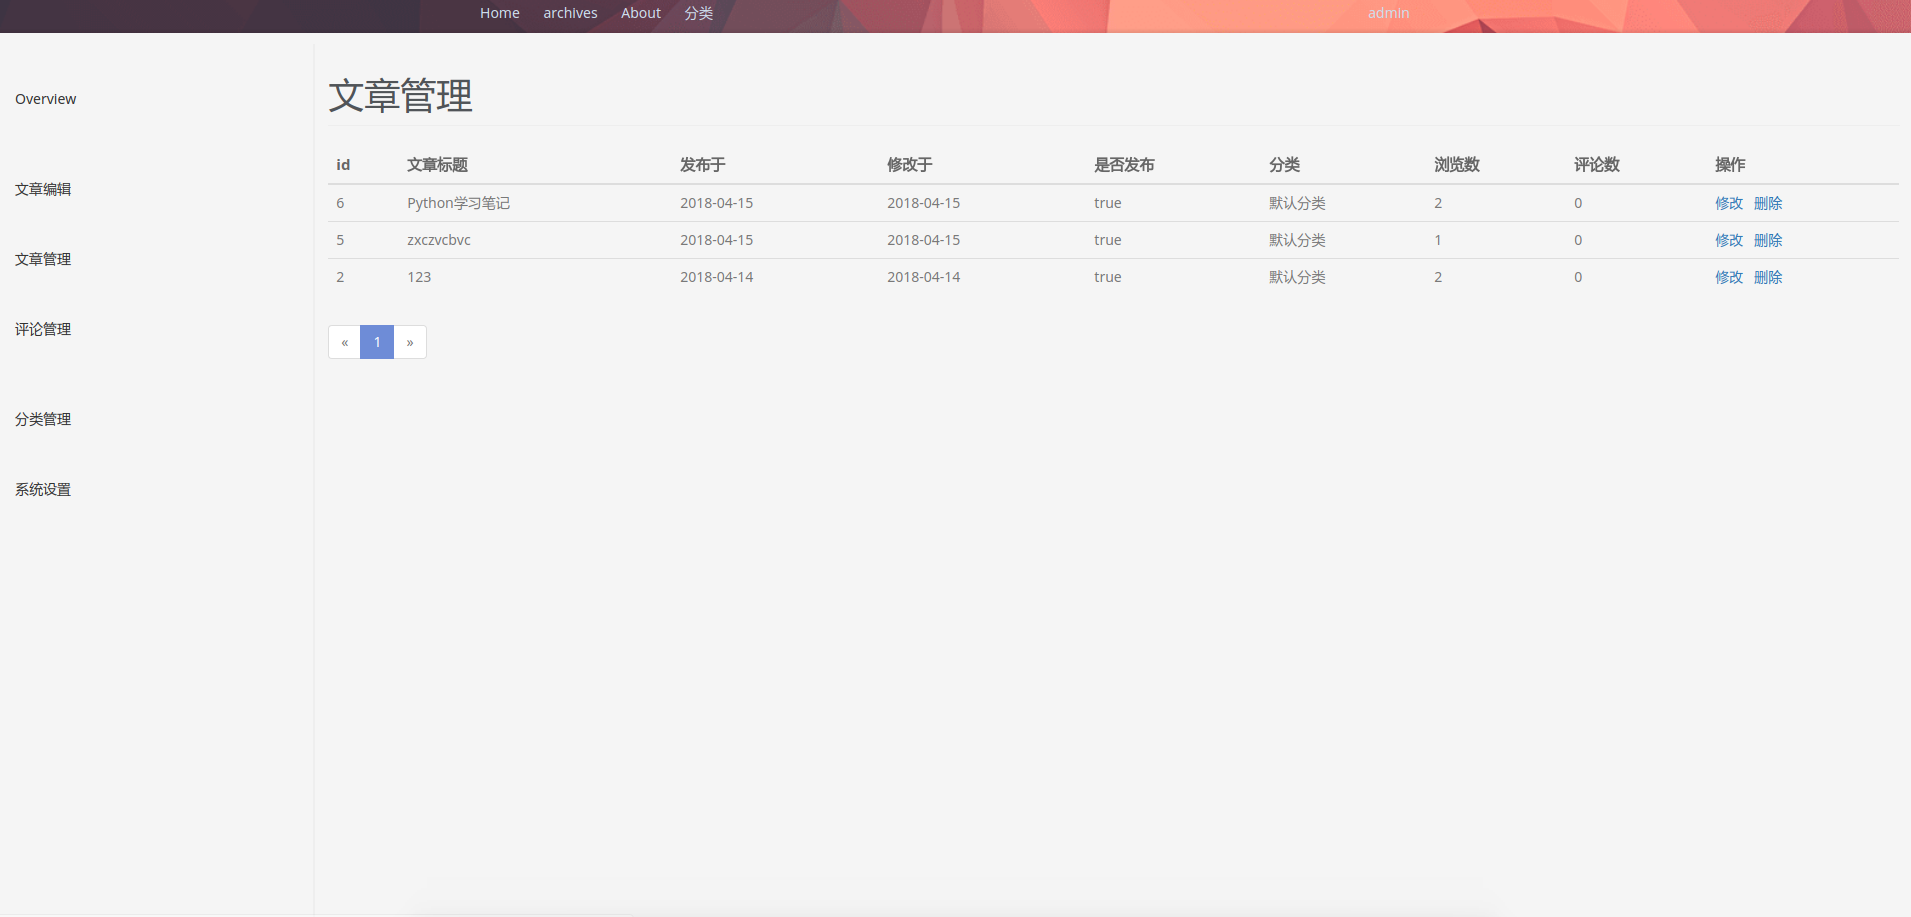 Home archives About 分类 admin
Overview
文章编辑
文章管理
评论管理
分类管理
系统设置
文章管理
id 文章标题 发布于 修改于 是否发布 分类 浏览数 评论数 操作
6 Python学习笔记 2018-04-15 2018-04-15 true 默认分类 2 0 修改 删除
5 zxczvcbvc 2018-04-15 2018-04-15 true 默认分类 1 0 修改 删除
2 123 2018-04-14 2018-04-14 true 默认分类 2 0 修改 删除
« 1 »